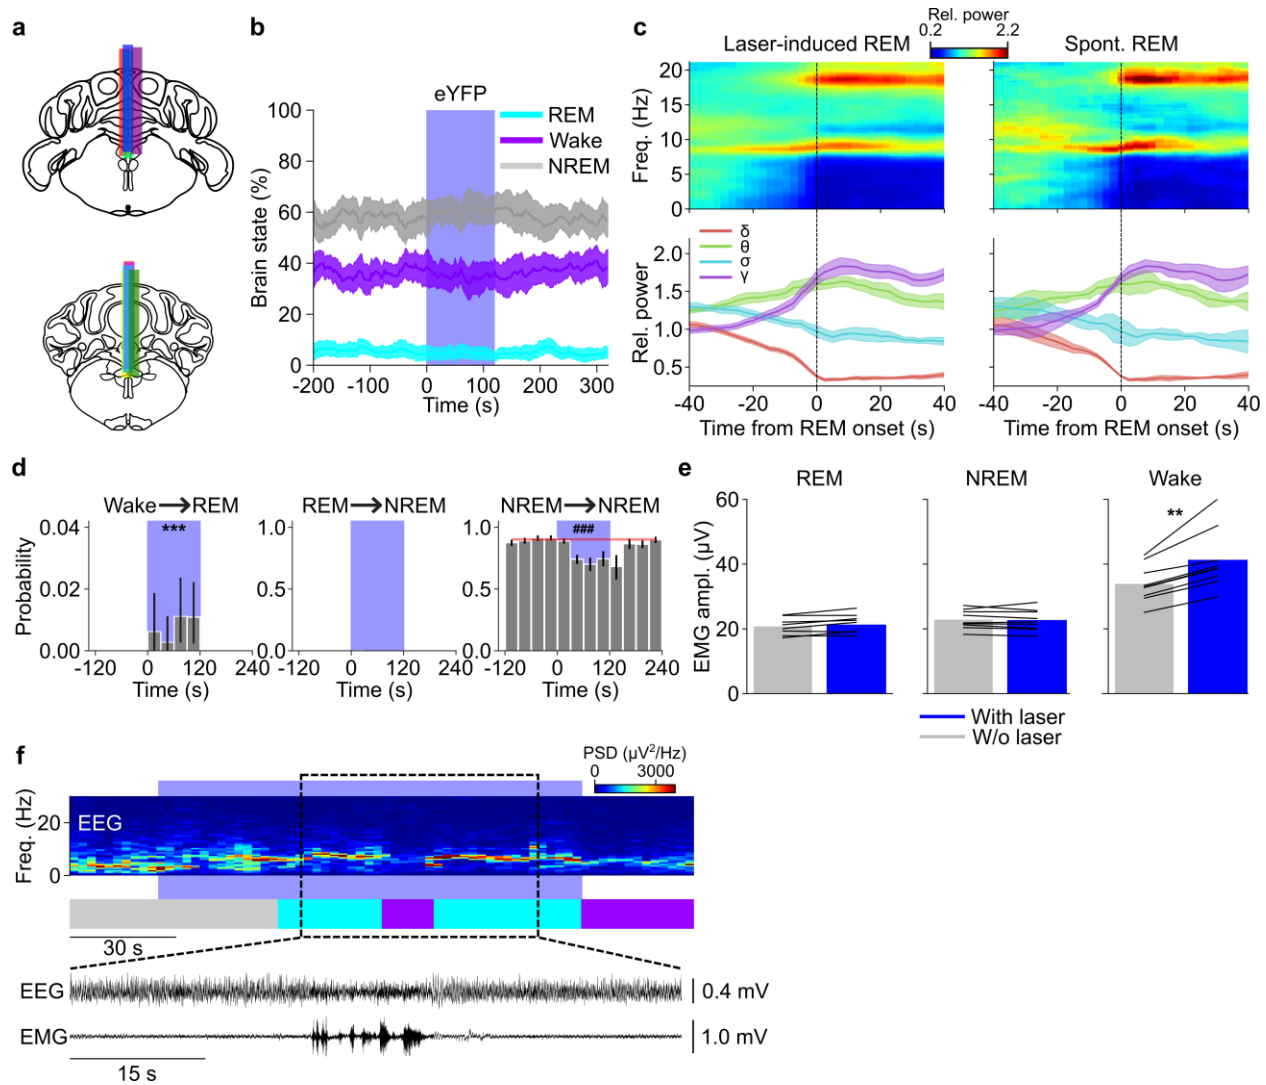 a
b
eYFP
REM
Wake
NREM
Brain state (%)
100
80
60
40
20
0
-200
-100
0
100
200
300
Time (s)
c
Rel. power
0.2
2.2
Laser-induced REM
Spont. REM
Freq. (Hz)
20
15
10
5
0
20
15
10
5
0
δ
θ
σ
γ
Rel. power
2.0
1.5
1.0
0.5
-40
-20
0
20
40
-40
-20
0
20
40
Time from REM onset (s)
Time from REM onset (s)
d
Wake→REM
REM→NREM
NREM→NREM
Probability
0.04
0.02
0.00
***
-120
0
120
240
Time (s)
1.0
0.5
0.0
-120
0
120
240
Time (s)
1.0
0.5
0.0
###
-120
0
120
240
Time (s)
e
REM
NREM
Wake
EMG ampl. (µV)
60
40
20
0
**
With laser
W/o laser
f
PSD (µV²/Hz)
0
3000
Freq. (Hz)
20
0
EEG
30 s
EEG
0.4 mV
EMG
1.0 mV
15 s